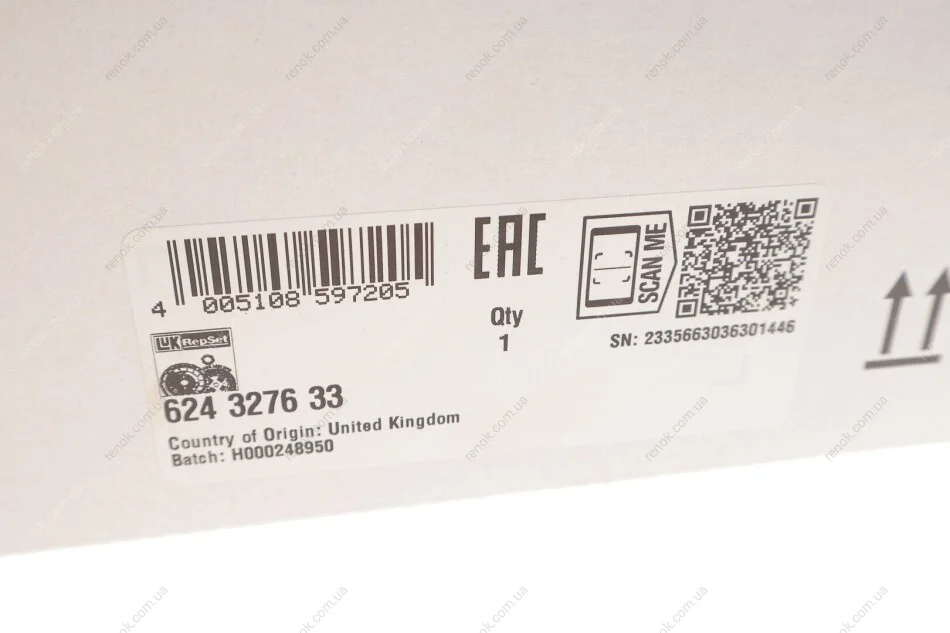 4 005108 597205
EAC
SCAN ME
Qty
1
SN: 2335663036301446
LuK RepSet
624 3276 33
Country of Origin: United Kingdom
Batch: H000248950
renok.com.ua